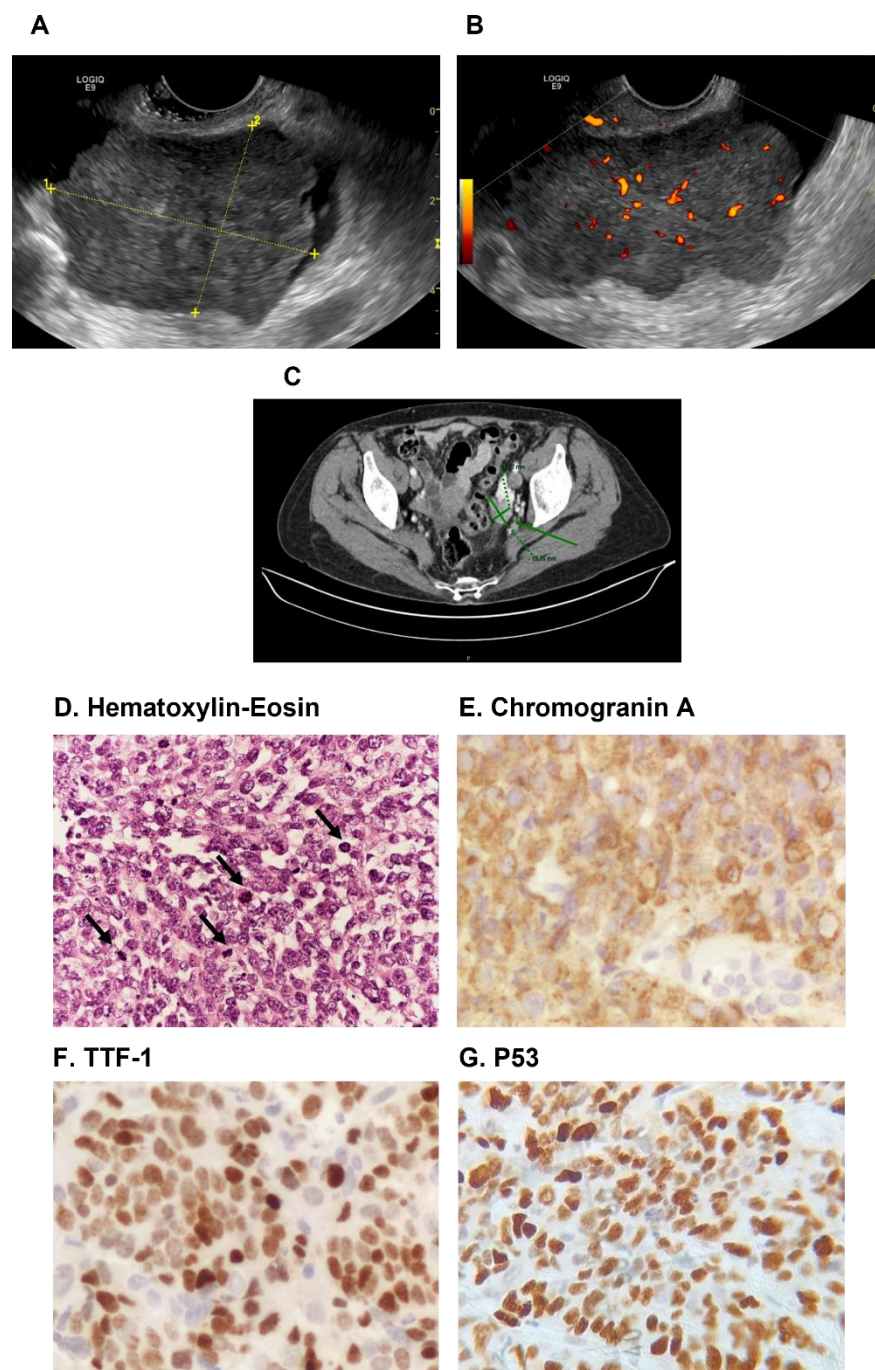 A
B
LOGIQ
E9
LOGIQ
E9
1
2
0
2
4
C
D. Hematoxylin-Eosin
E. Chromogranin A
F. TTF-1
G. P53